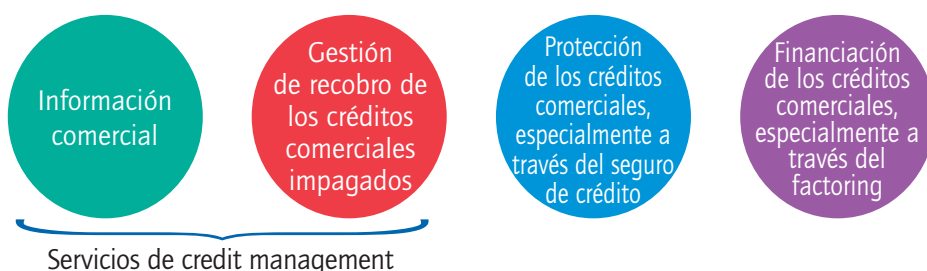 Información
comercial
Gestión
de recobro de
los créditos
comerciales
impagados
Protección
de los créditos
comerciales,
especialmente a
través del seguro
de crédito
Financiación
de los créditos
comerciales,
especialmente a
través del
factoring
Servicios de credit management